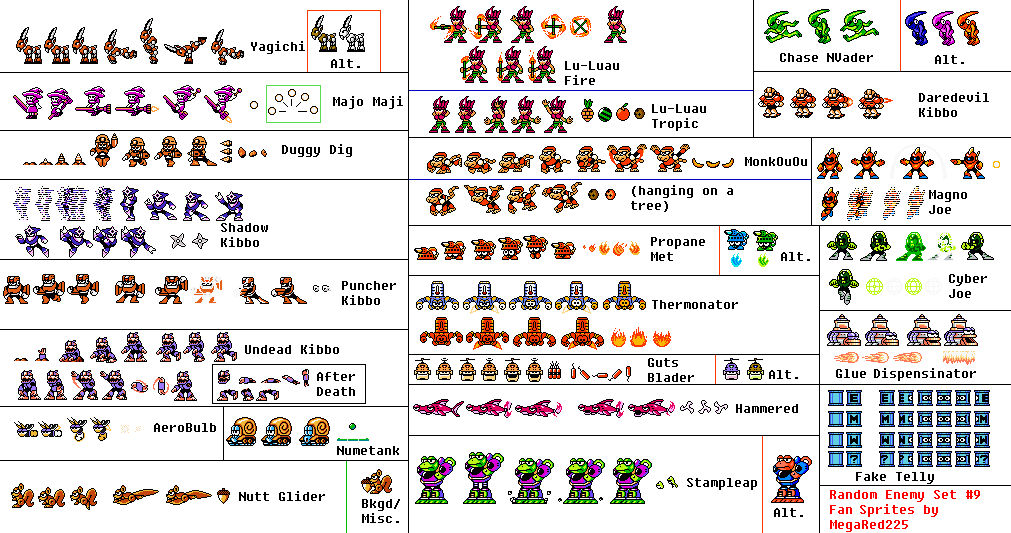 Yagichi
Alt.
Majo Maji
Duggy Dig
Shadow
Kibbo
Puncher
Kibbo
Undead Kibbo
After
Death
AeroBulb
Numetank
Nutt Glider
Bkgd/
Misc.
Lu-Luau
Fire
Lu-Luau
Tropic
MonkOuOu
(hanging on a
tree)
Propane
Met
Alt.
Thermonator
Guts
Blader
Alt.
Hammered
Stampleap
Alt.
Chase NVader
Alt.
Daredevil
Kibbo
Magno
Joe
Cyber
Joe
Glue Dispensinator
E E
M M
W W
? ?
Fake Telly
Random Enemy Set #9
Fan Sprites by
MegaRed225